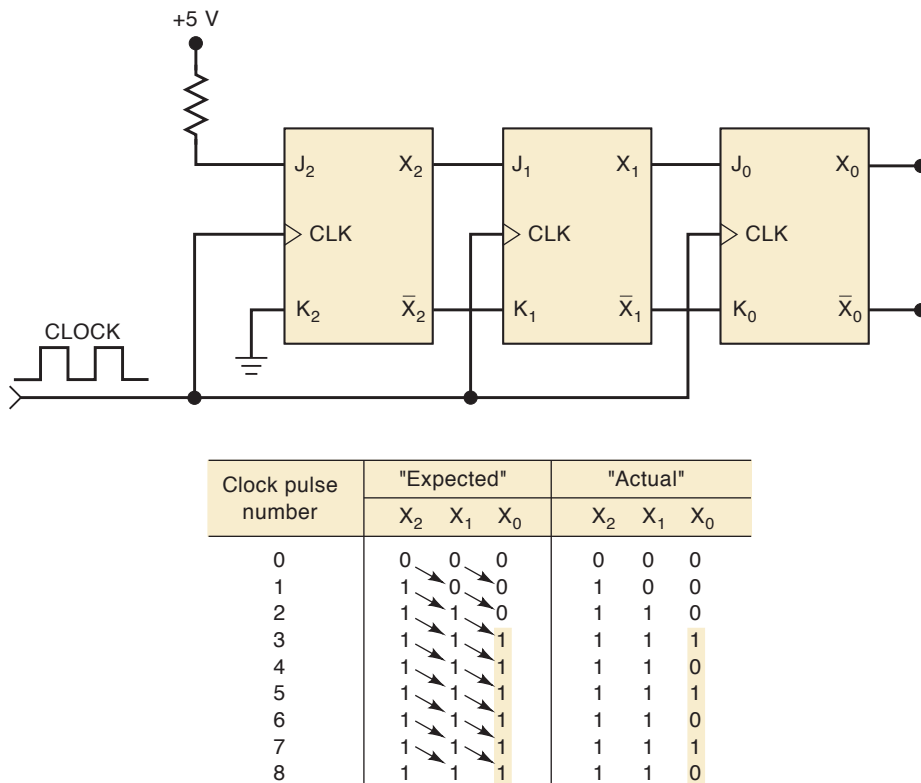 +5 V
J₂ X₂ J₁ X₁ J₀ X₀
CLK CLK CLK
K₂ X̅₂ K₁ X̅₁ K₀ X̅₀
CLOCK
Clock pulse number "Expected" "Actual"
X₂ X₁ X₀ X₂ X₁ X₀
0 0 0 0 0 0 0
1 1 0 0 1 0 0
2 1 1 0 1 1 0
3 1 1 1 1 1 1
4 1 1 1 1 1 0
5 1 1 1 1 1 1
6 1 1 1 1 1 0
7 1 1 1 1 1 1
8 1 1 1 1 1 0